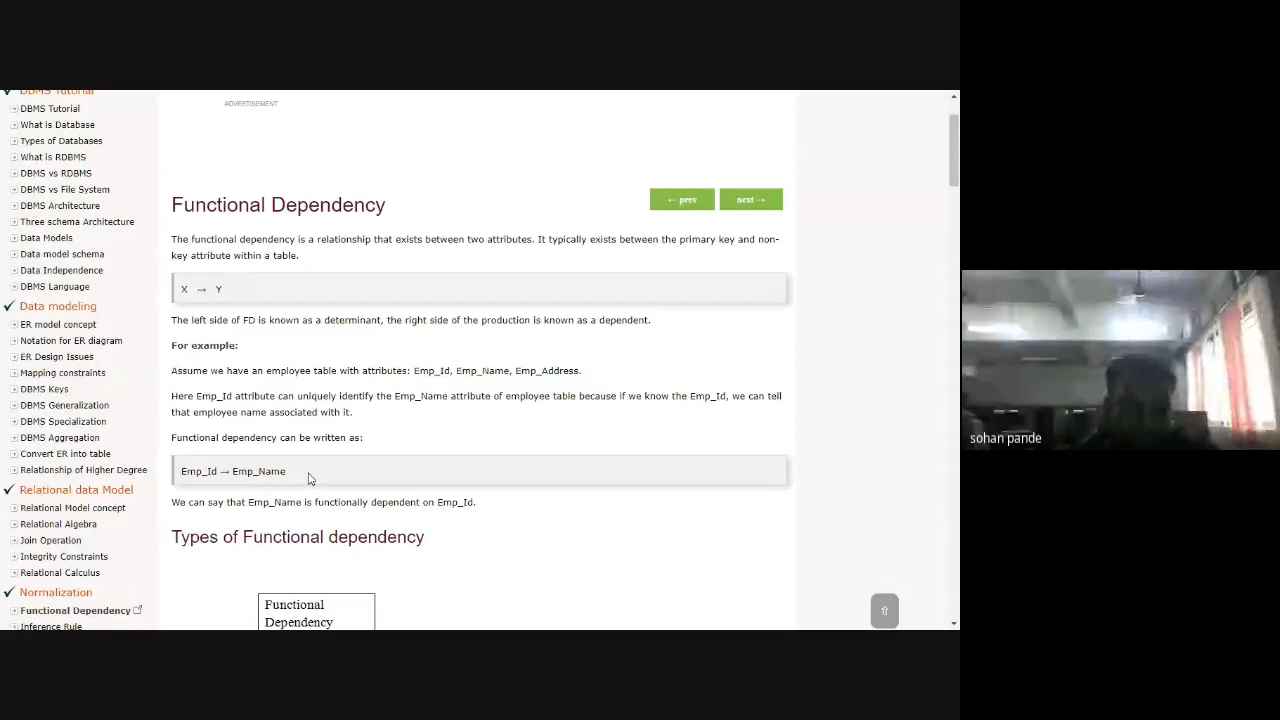 DBMS Tutorial
DBMS Tutorial
What is Database
Types of Databases
What is RDBMS
DBMS vs RDBMS
DBMS vs File System
DBMS Architecture
Three schema Architecture
Data Models
Data model schema
Data Independence
DBMS Language
Data modeling
ER model concept
Notation for ER diagram
ER Design Issues
Mapping constraints
DBMS Keys
DBMS Generalization
DBMS Specialization
DBMS Aggregation
Convert ER into table
Relationship of Higher Degree
Relational data Model
Relational Model concept
Relational Algebra
Join Operation
Integrity Constraints
Relational Calculus
Normalization
Functional Dependency
Inference Rule
ADVERTISEMENT
← prev next →
Functional Dependency
The functional dependency is a relationship that exists between two attributes. It typically exists between the primary key and non-
key attribute within a table.
X → Y
The left side of FD is known as a determinant, the right side of the production is known as a dependent.
For example:
Assume we have an employee table with attributes: Emp_Id, Emp_Name, Emp_Address.
Here Emp_Id attribute can uniquely identify the Emp_Name attribute of employee table because if we know the Emp_Id, we can tell
that employee name associated with it.
Functional dependency can be written as:
Emp_Id → Emp_Name
We can say that Emp_Name is functionally dependent on Emp_Id.
Types of Functional dependency
Functional
Dependency
sohan pande